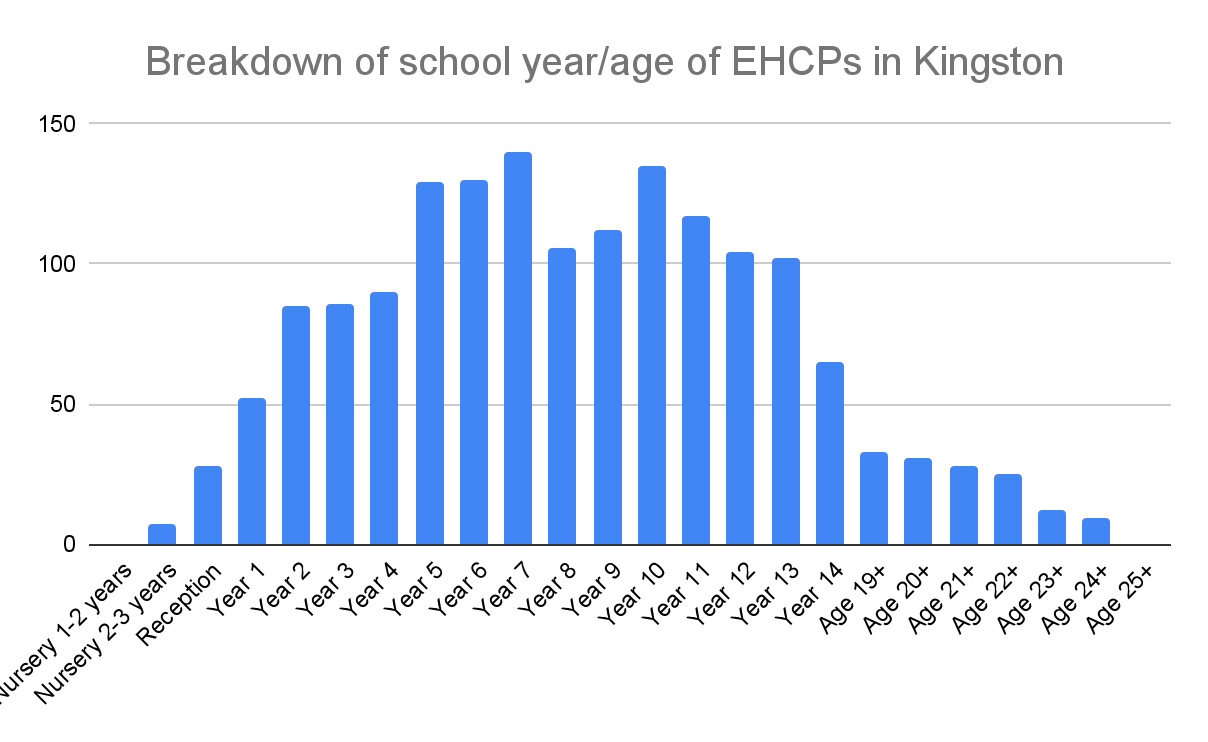 Breakdown of school year/age of EHCPs in Kingston
150
100
50
0
Nursery 1-2 years
Nursery 2-3 years
Reception
Year 1
Year 2
Year 3
Year 4
Year 5
Year 6
Year 7
Year 8
Year 9
Year 10
Year 11
Year 12
Year 13
Year 14
Age 19+
Age 20+
Age 21+
Age 22+
Age 23+
Age 24+
Age 25+